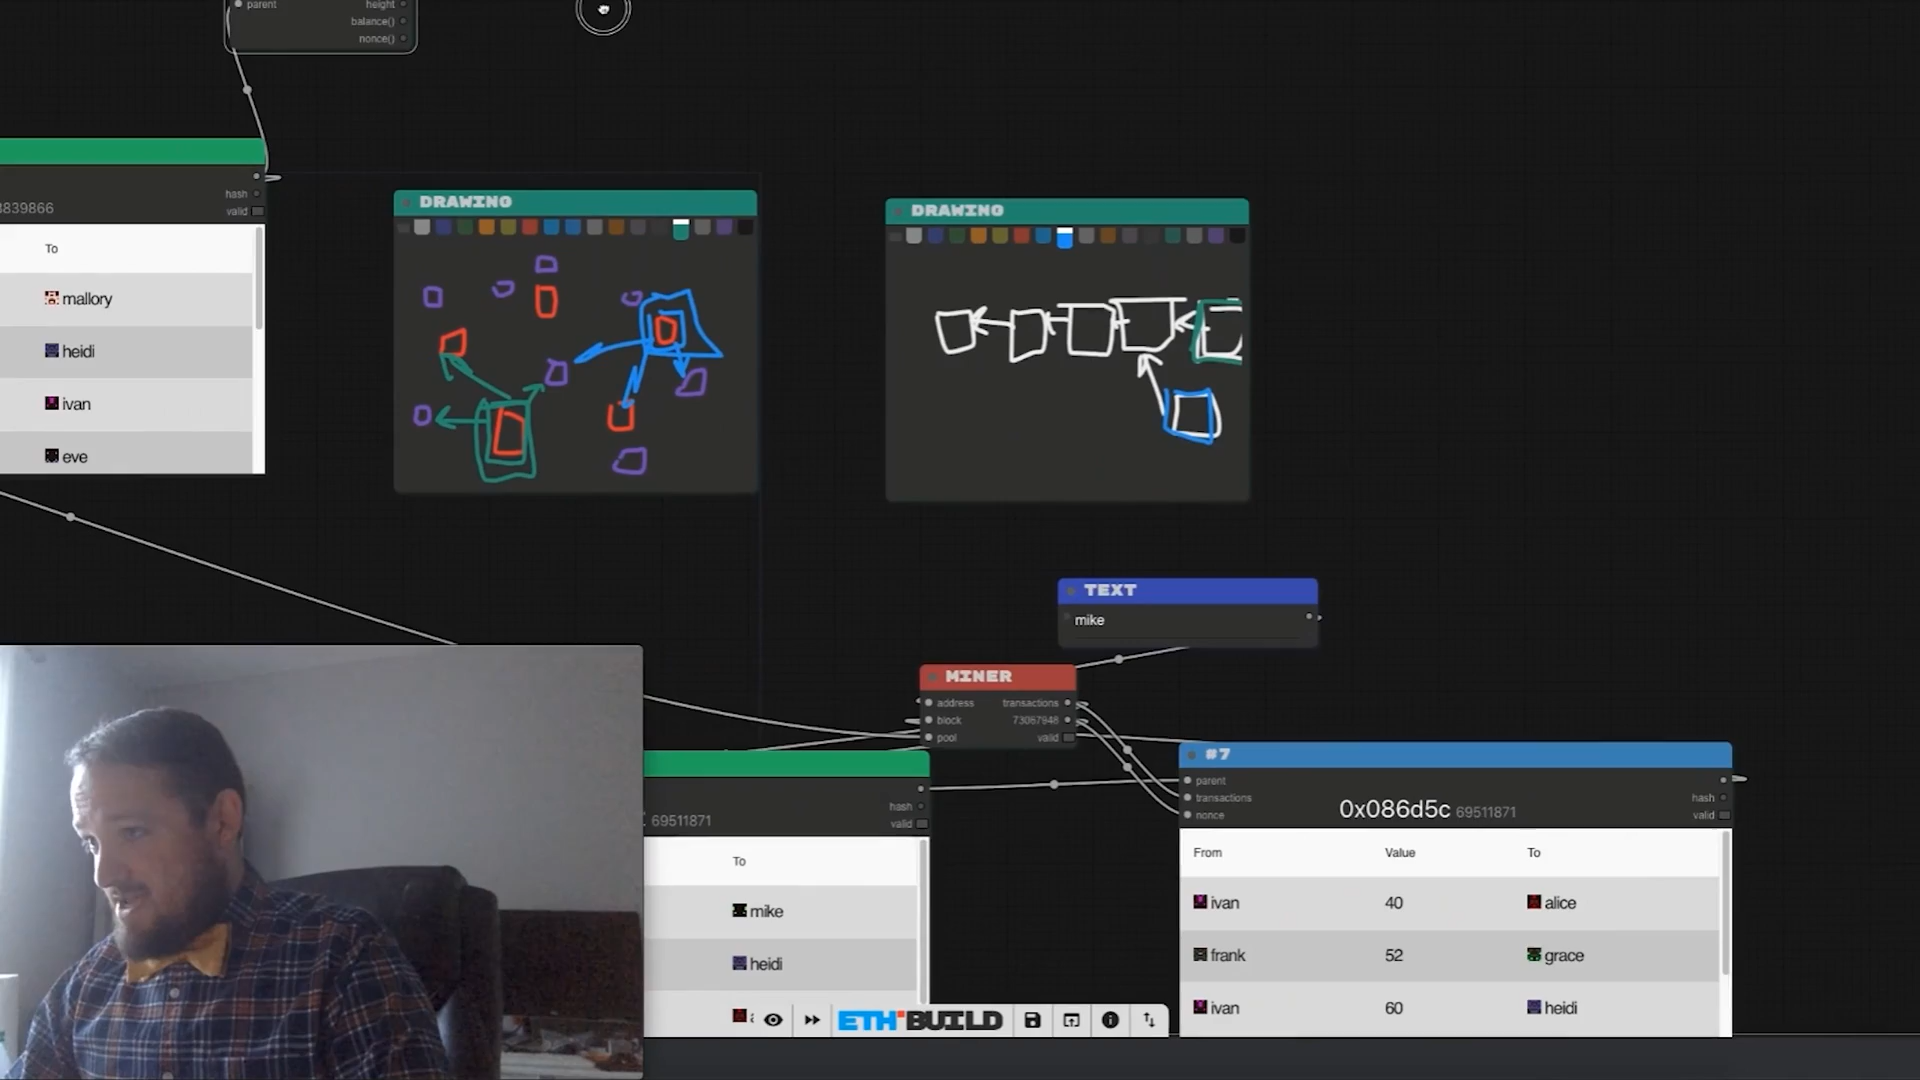 parent height
balance()
nonce()
hash
valid
To
mallory
heidi
ivan
eve
DRAWING
DRAWING
TEXT
mike
MINER
address transactions
block 73067948
pool valid
hash
69511871 valid
To
mike
heidi
ETH.BUILD
#7
parent
transactions hash
nonce 0x086d5c 69511871 valid
From Value To
ivan 40 alice
frank 52 grace
ivan 60 heidi